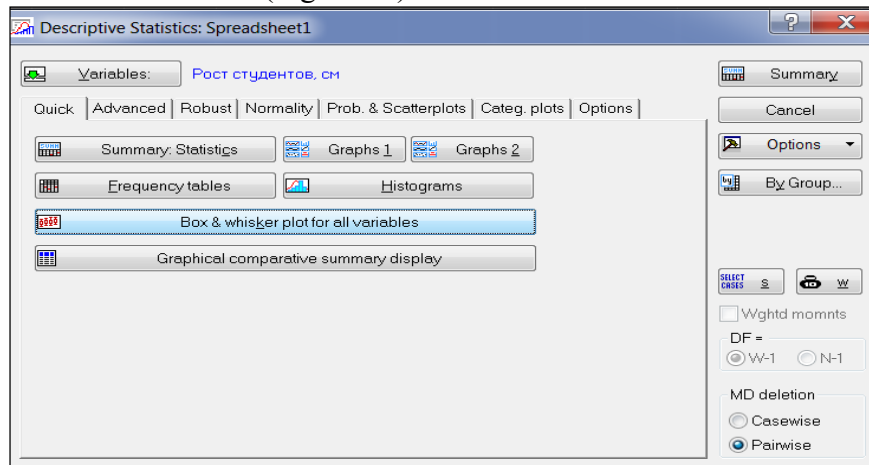 Descriptive Statistics: Spreadsheet1
? X
Variables: Рост студентов, см
Quick Advanced Robust Normality Prob. & Scatterplots Categ. plots Options
Summary: Statistics Graphs 1 Graphs 2
Frequency tables Histograms
Box & whisker plot for all variables
Graphical comparative summary display
Summary
Cancel
Options
By Group...
SELECT CASES S W
Wghtd momnts
DF =
W-1 N-1
MD deletion
Casewise
Pairwise